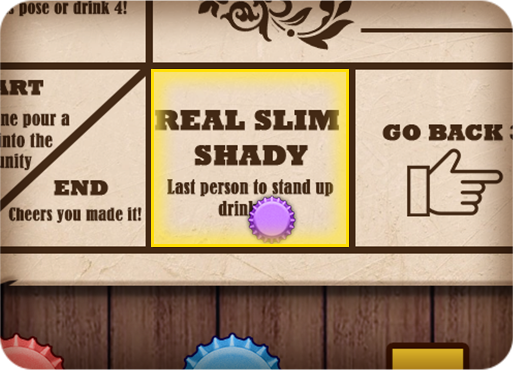 pose or drink 4!
ART
ne pour a
into the
unity
END
Cheers you made it!
REAL SLIM
SHADY
Last person to stand up
GO BACK